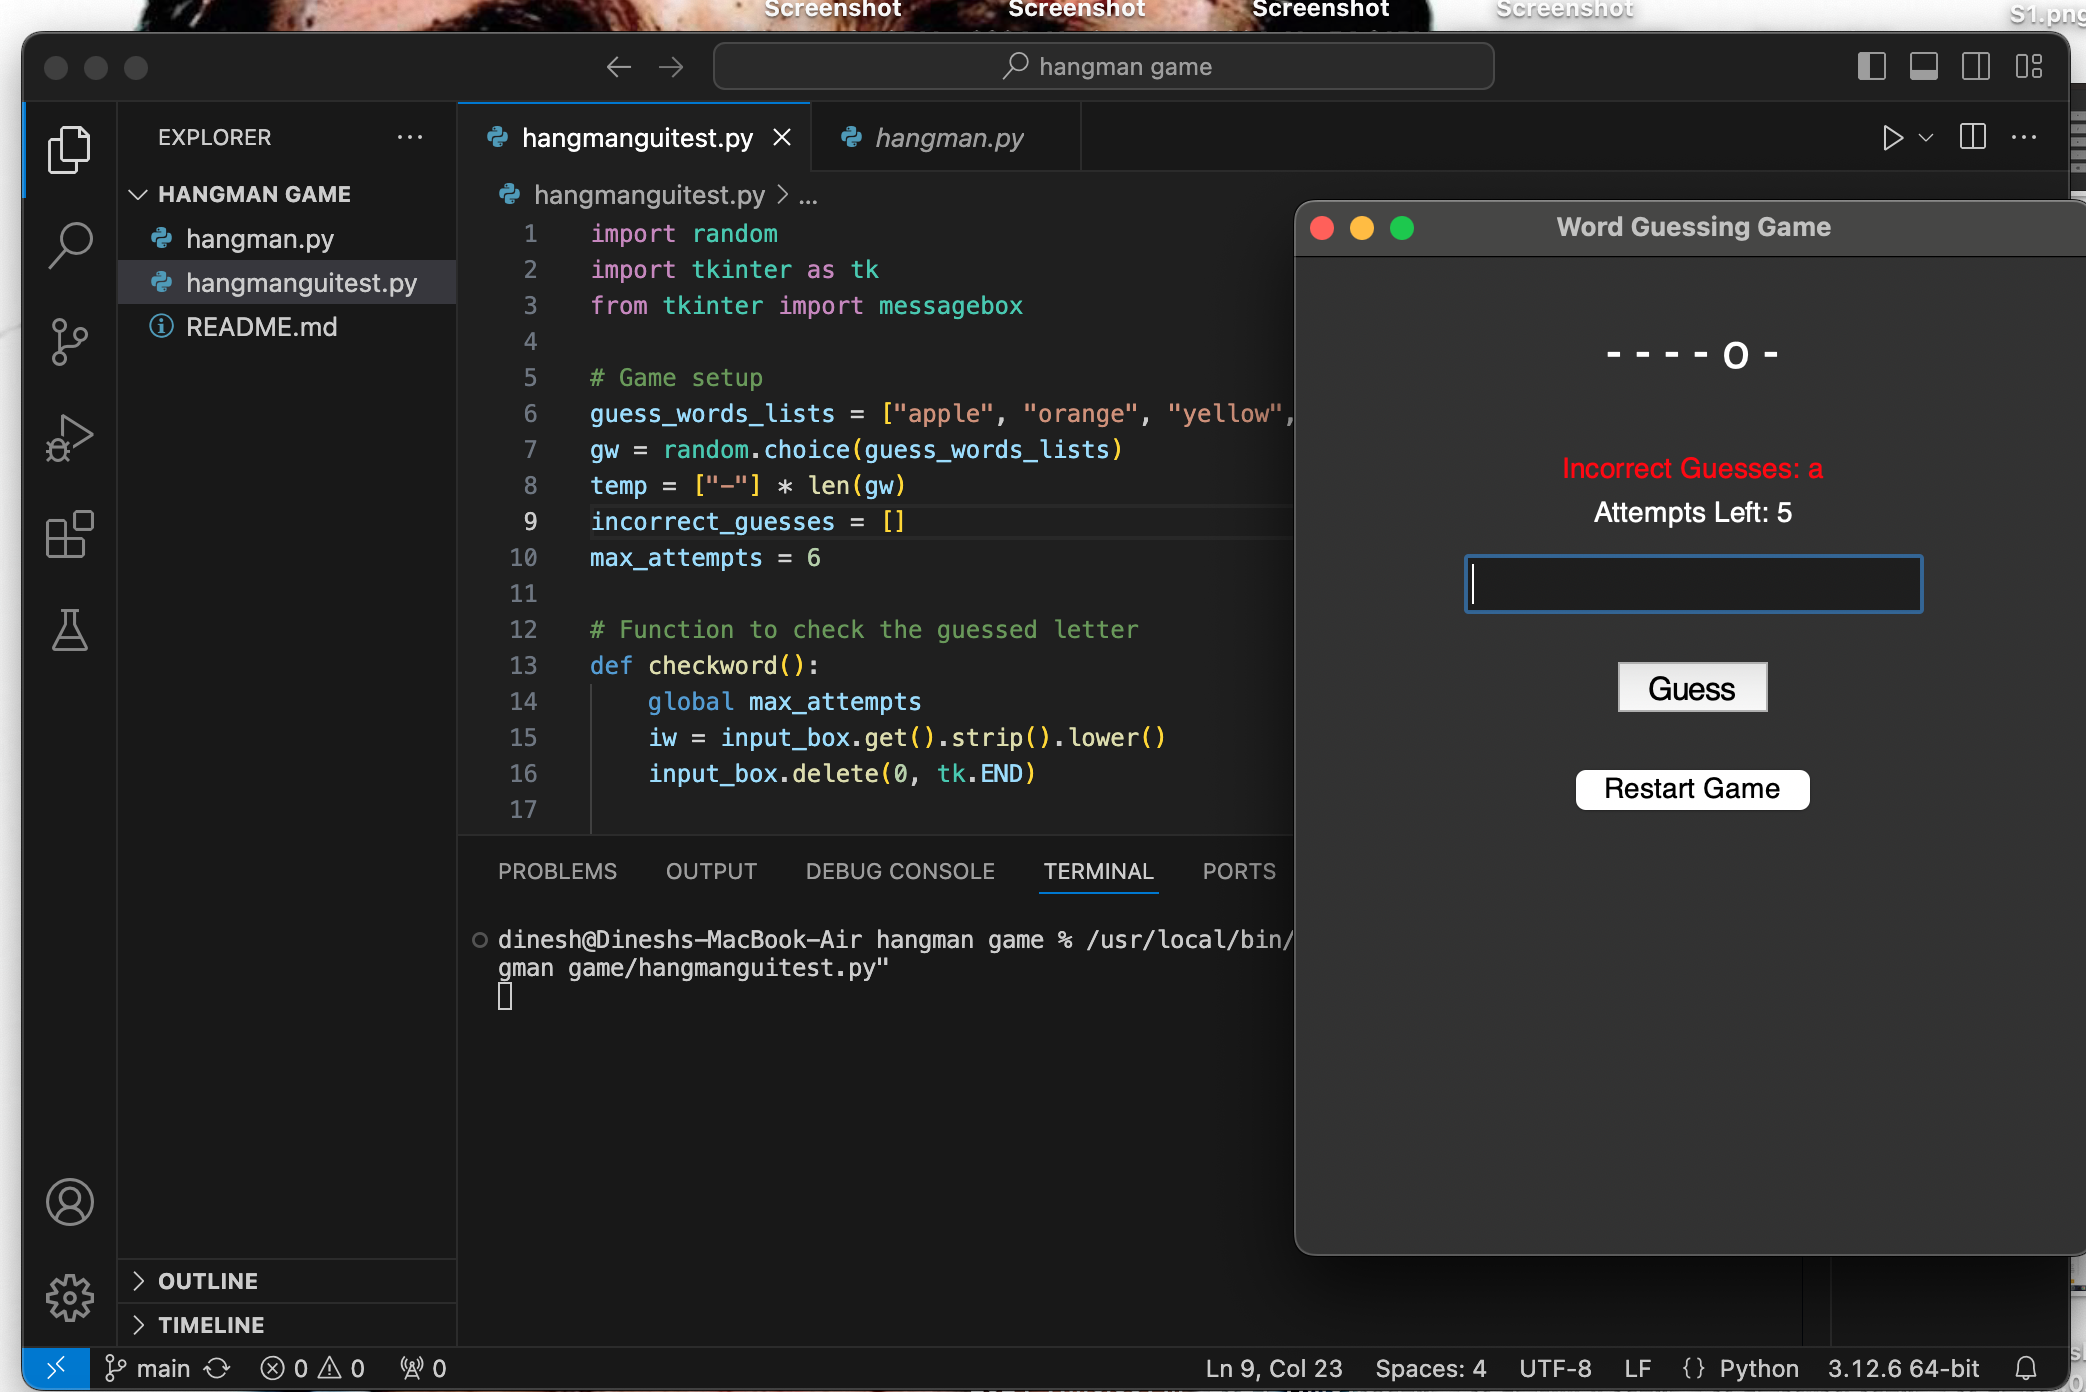 Screenshot Screenshot Screenshot Screenshot S1.png
hangman game
EXPLORER
HANGMAN GAME
hangman.py
hangmanguitest.py
README.md
OUTLINE
TIMELINE
hangmanguitest.py hangman.py
hangmanguitest.py > ...
1 import random
2 import tkinter as tk
3 from tkinter import messagebox
4
5 # Game setup
6 guess_words_lists = ["apple", "orange", "yellow",
7 gw = random.choice(guess_words_lists)
8 temp = ["-"] * len(gw)
9 incorrect_guesses = []
10 max_attempts = 6
11
12 # Function to check the guessed letter
13 def checkword():
14 global max_attempts
15 iw = input_box.get().strip().lower()
16 input_box.delete(0, tk.END)
17
PROBLEMS OUTPUT DEBUG CONSOLE TERMINAL PORTS
dinesh@Dineshs-MacBook-Air hangman game % /usr/local/bin/
gman game/hangmanguitest.py"
Word Guessing Game
- - - - o -
Incorrect Guesses: a
Attempts Left: 5
Guess
Restart Game
main 0 0 0 Ln 9, Col 23 Spaces: 4 UTF-8 LF {} Python 3.12.6 64-bit